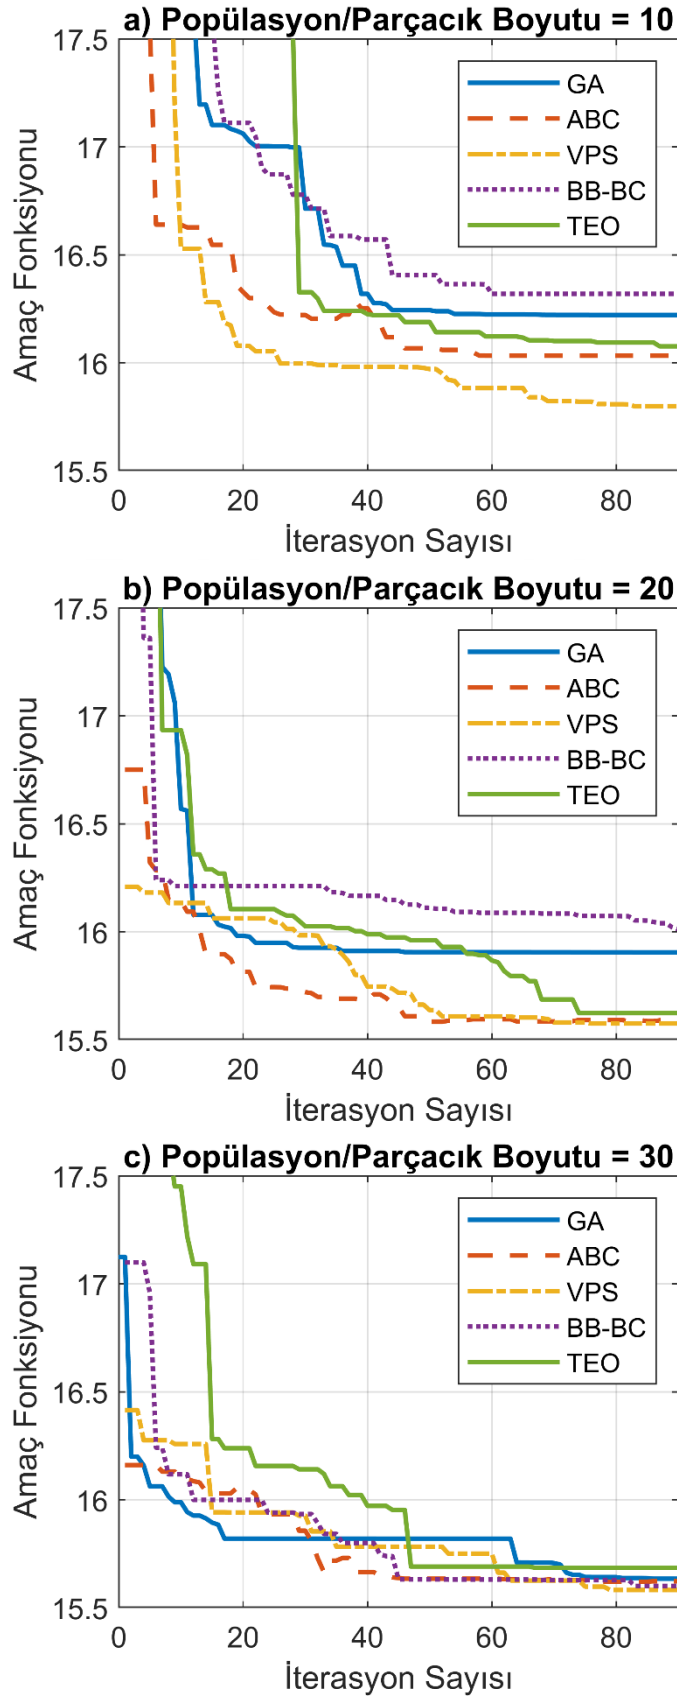 a) Popülasyon/Parçacık Boyutu = 10
17.5
17
16.5
16
15.5
Amaç Fonksiyonu
GA
ABC
VPS
BB-BC
TEO
0 20 40 60 80
İterasyon Sayısı
b) Popülasyon/Parçacık Boyutu = 20
17.5
17
16.5
16
15.5
Amaç Fonksiyonu
GA
ABC
VPS
BB-BC
TEO
0 20 40 60 80
İterasyon Sayısı
c) Popülasyon/Parçacık Boyutu = 30
17.5
17
16.5
16
15.5
Amaç Fonksiyonu
GA
ABC
VPS
BB-BC
TEO
0 20 40 60 80
İterasyon Sayısı